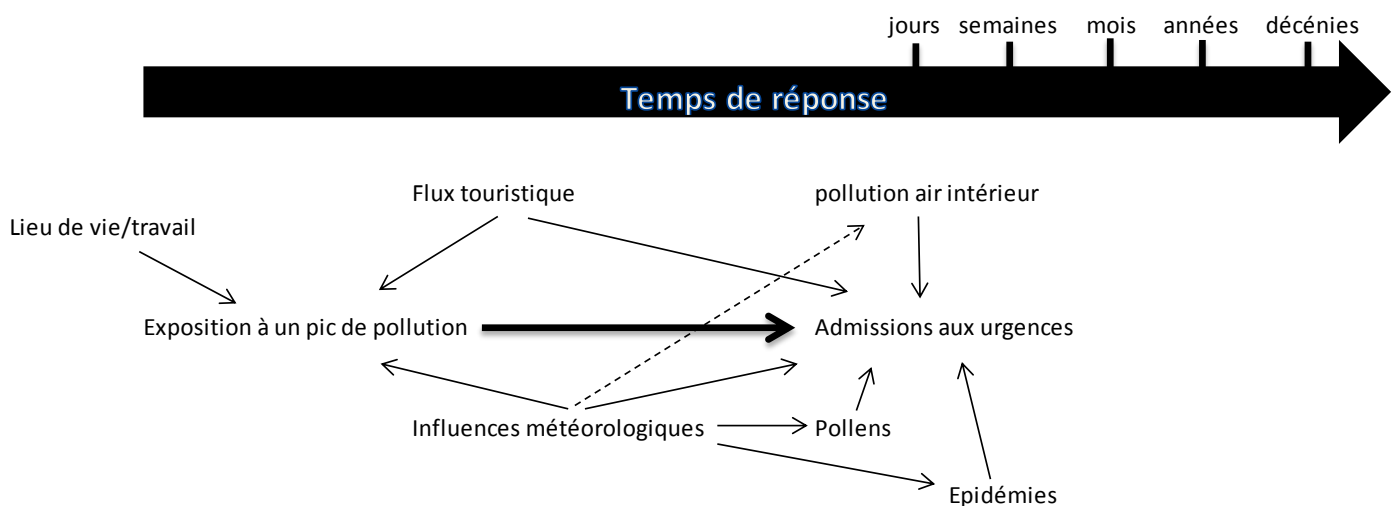 jours semaines mois années décénies
Temps de réponse
Flux touristique
pollution air intérieur
Lieu de vie/travail
Exposition à un pic de pollution
Admissions aux urgences
Influences météorologiques
Pollens
Epidémies